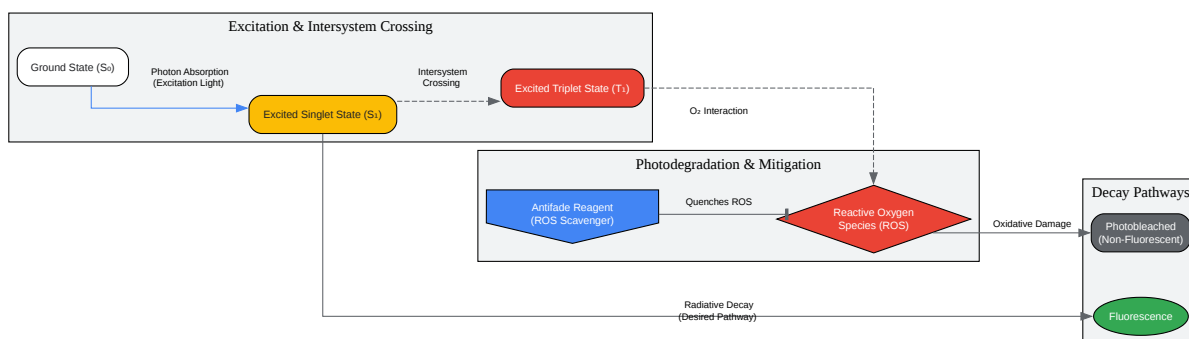 Excitation & Intersystem Crossing
Ground State (S₀)
Photon Absorption
(Excitation Light)
Excited Singlet State (S₁)
Intersystem
Crossing
Excited Triplet State (T₁)
O₂ Interaction
Photodegradation & Mitigation
Antifade Reagent
(ROS Scavenger)
Quenches ROS
Reactive Oxygen
Species (ROS)
Oxidative Damage
Decay Pathways
Photobleached
(Non-Fluorescent)
Radiative Decay
(Desired Pathway)
Fluorescence